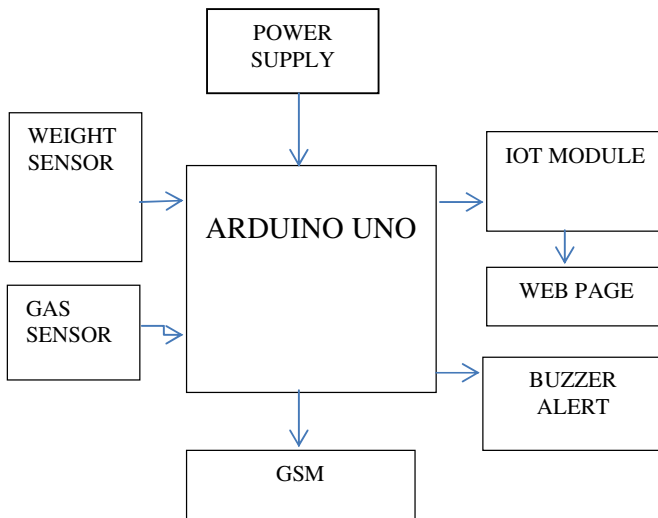 POWER
SUPPLY
WEIGHT
SENSOR
IOT MODULE
ARDUINO UNO
WEB PAGE
GAS
SENSOR
BUZZER
ALERT
GSM